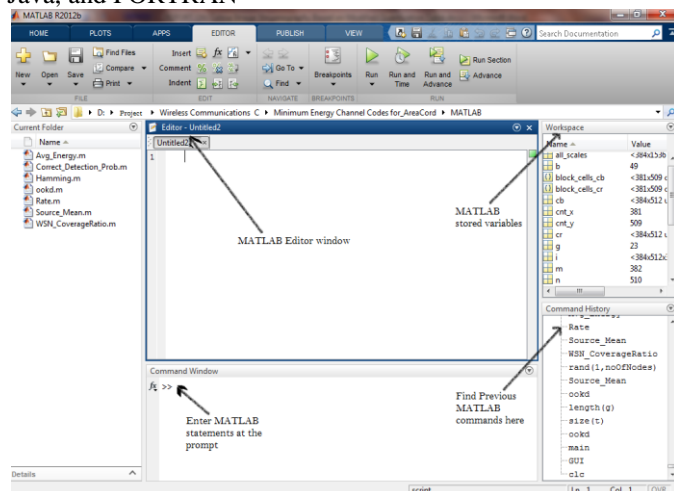 Java, and FORTRAN
MATLAB R2012b
HOME PLOTS APPS EDITOR PUBLISH VIEW Search Documentation
Find Files Insert fx
New Open Save Compare Comment Go To Breakpoints Run Run and Time Run and Advance Run Section
Print Indent Find Advance
FILE EDIT NAVIGATE BREAKPOINTS RUN
D: Project Wireless Communications C Minimum Energy Channel Codes for_AreaCord MATLAB
Current Folder
Name
Avg_Energy.m
Correct_Detection_Prob.m
Hamming.m
ookd.m
Rate.m
Source_Mean.m
WSN_CoverageRatio.m
Details
Editor - Untitled2
Untitled2
1
MATLAB Editor window
MATLAB
stored variables
Command Window
fx >>
Enter MATLAB
statements at the
prompt
Find Previous
MATLAB
commands here
Workspace
Name Value
all_scales <384x1536
b 49
block_cells_cb <381x509 c
block_cells_cr <381x509 c
cb <384x512 u
cnt_x 381
cnt_y 509
cr <384x512 u
g 23
i <384x512x
m 382
n 510
Command History
Rate
Source_Mean
WSN_CoverageRatio
rand(1,noOfNodes)
Source_Mean
ookd
length(g)
size(t)
ookd
main
GUI
clc
script Ln 1 Col 1 OVR